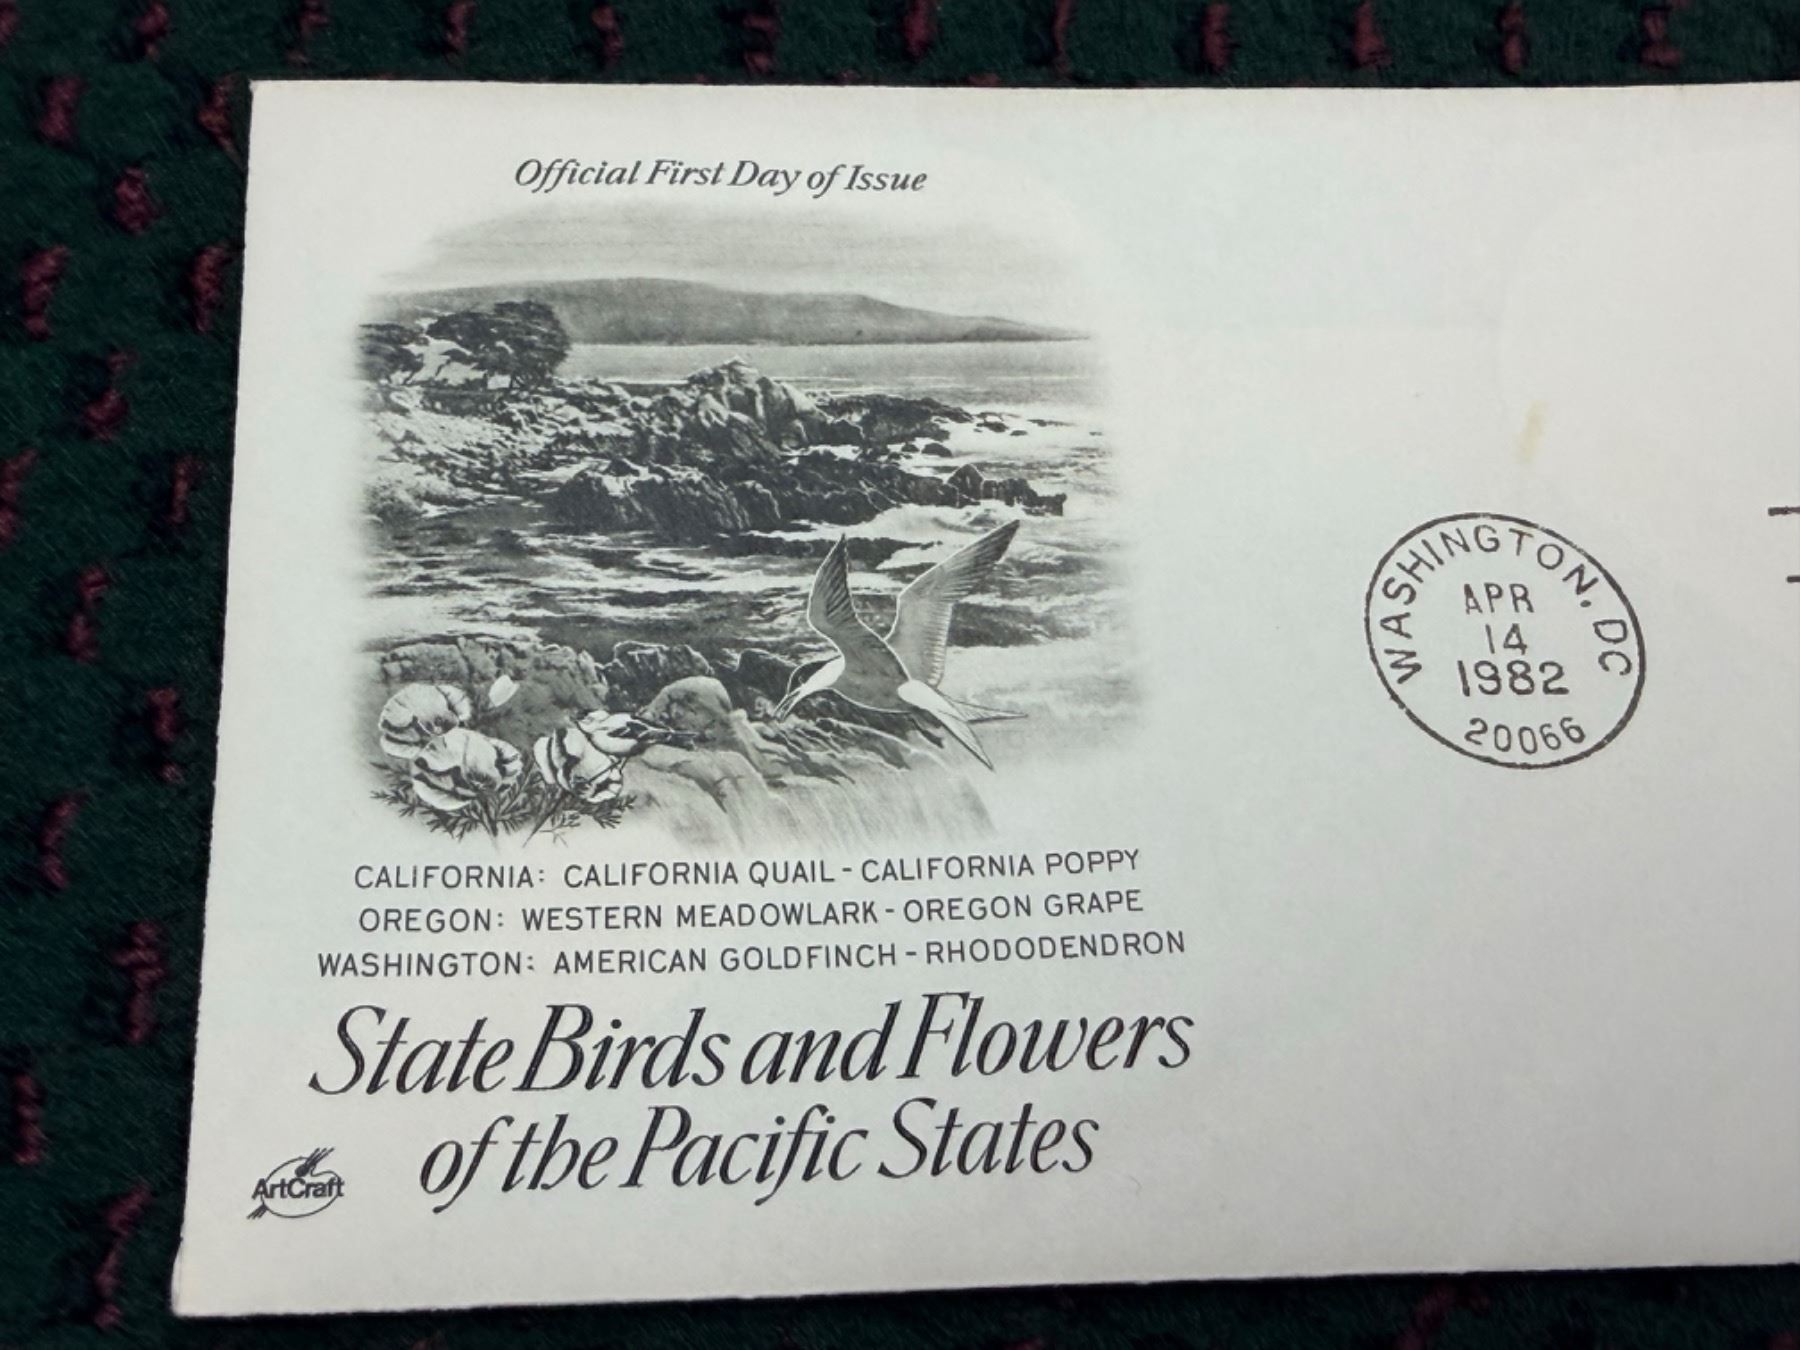 Official First Day of Issue
CALIFORNIA: CALIFORNIA QUAIL - CALIFORNIA POPPY
OREGON: WESTERN MEADOWLARK - OREGON GRAPE
WASHINGTON: AMERICAN GOLDFINCH - RHODODENDRON
State Birds and Flowers
of the Pacific States
ArtCraft
WASHINGTON, DC
APR
14
1982
20066